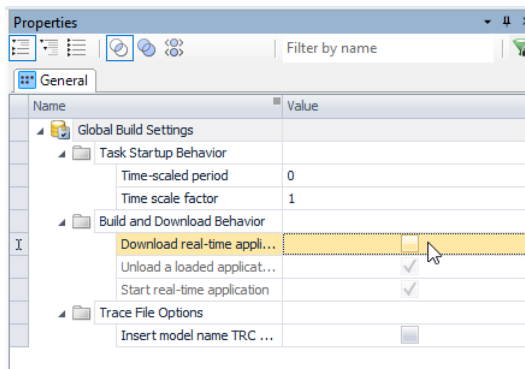 Properties
Filter by name
General
Name Value
Global Build Settings
Task Startup Behavior
Time-scaled period 0
Time scale factor 1
Build and Download Behavior
Download real-time appli...
Unload a loaded applicat...
Start real-time application
Trace File Options
Insert model name TRC ...